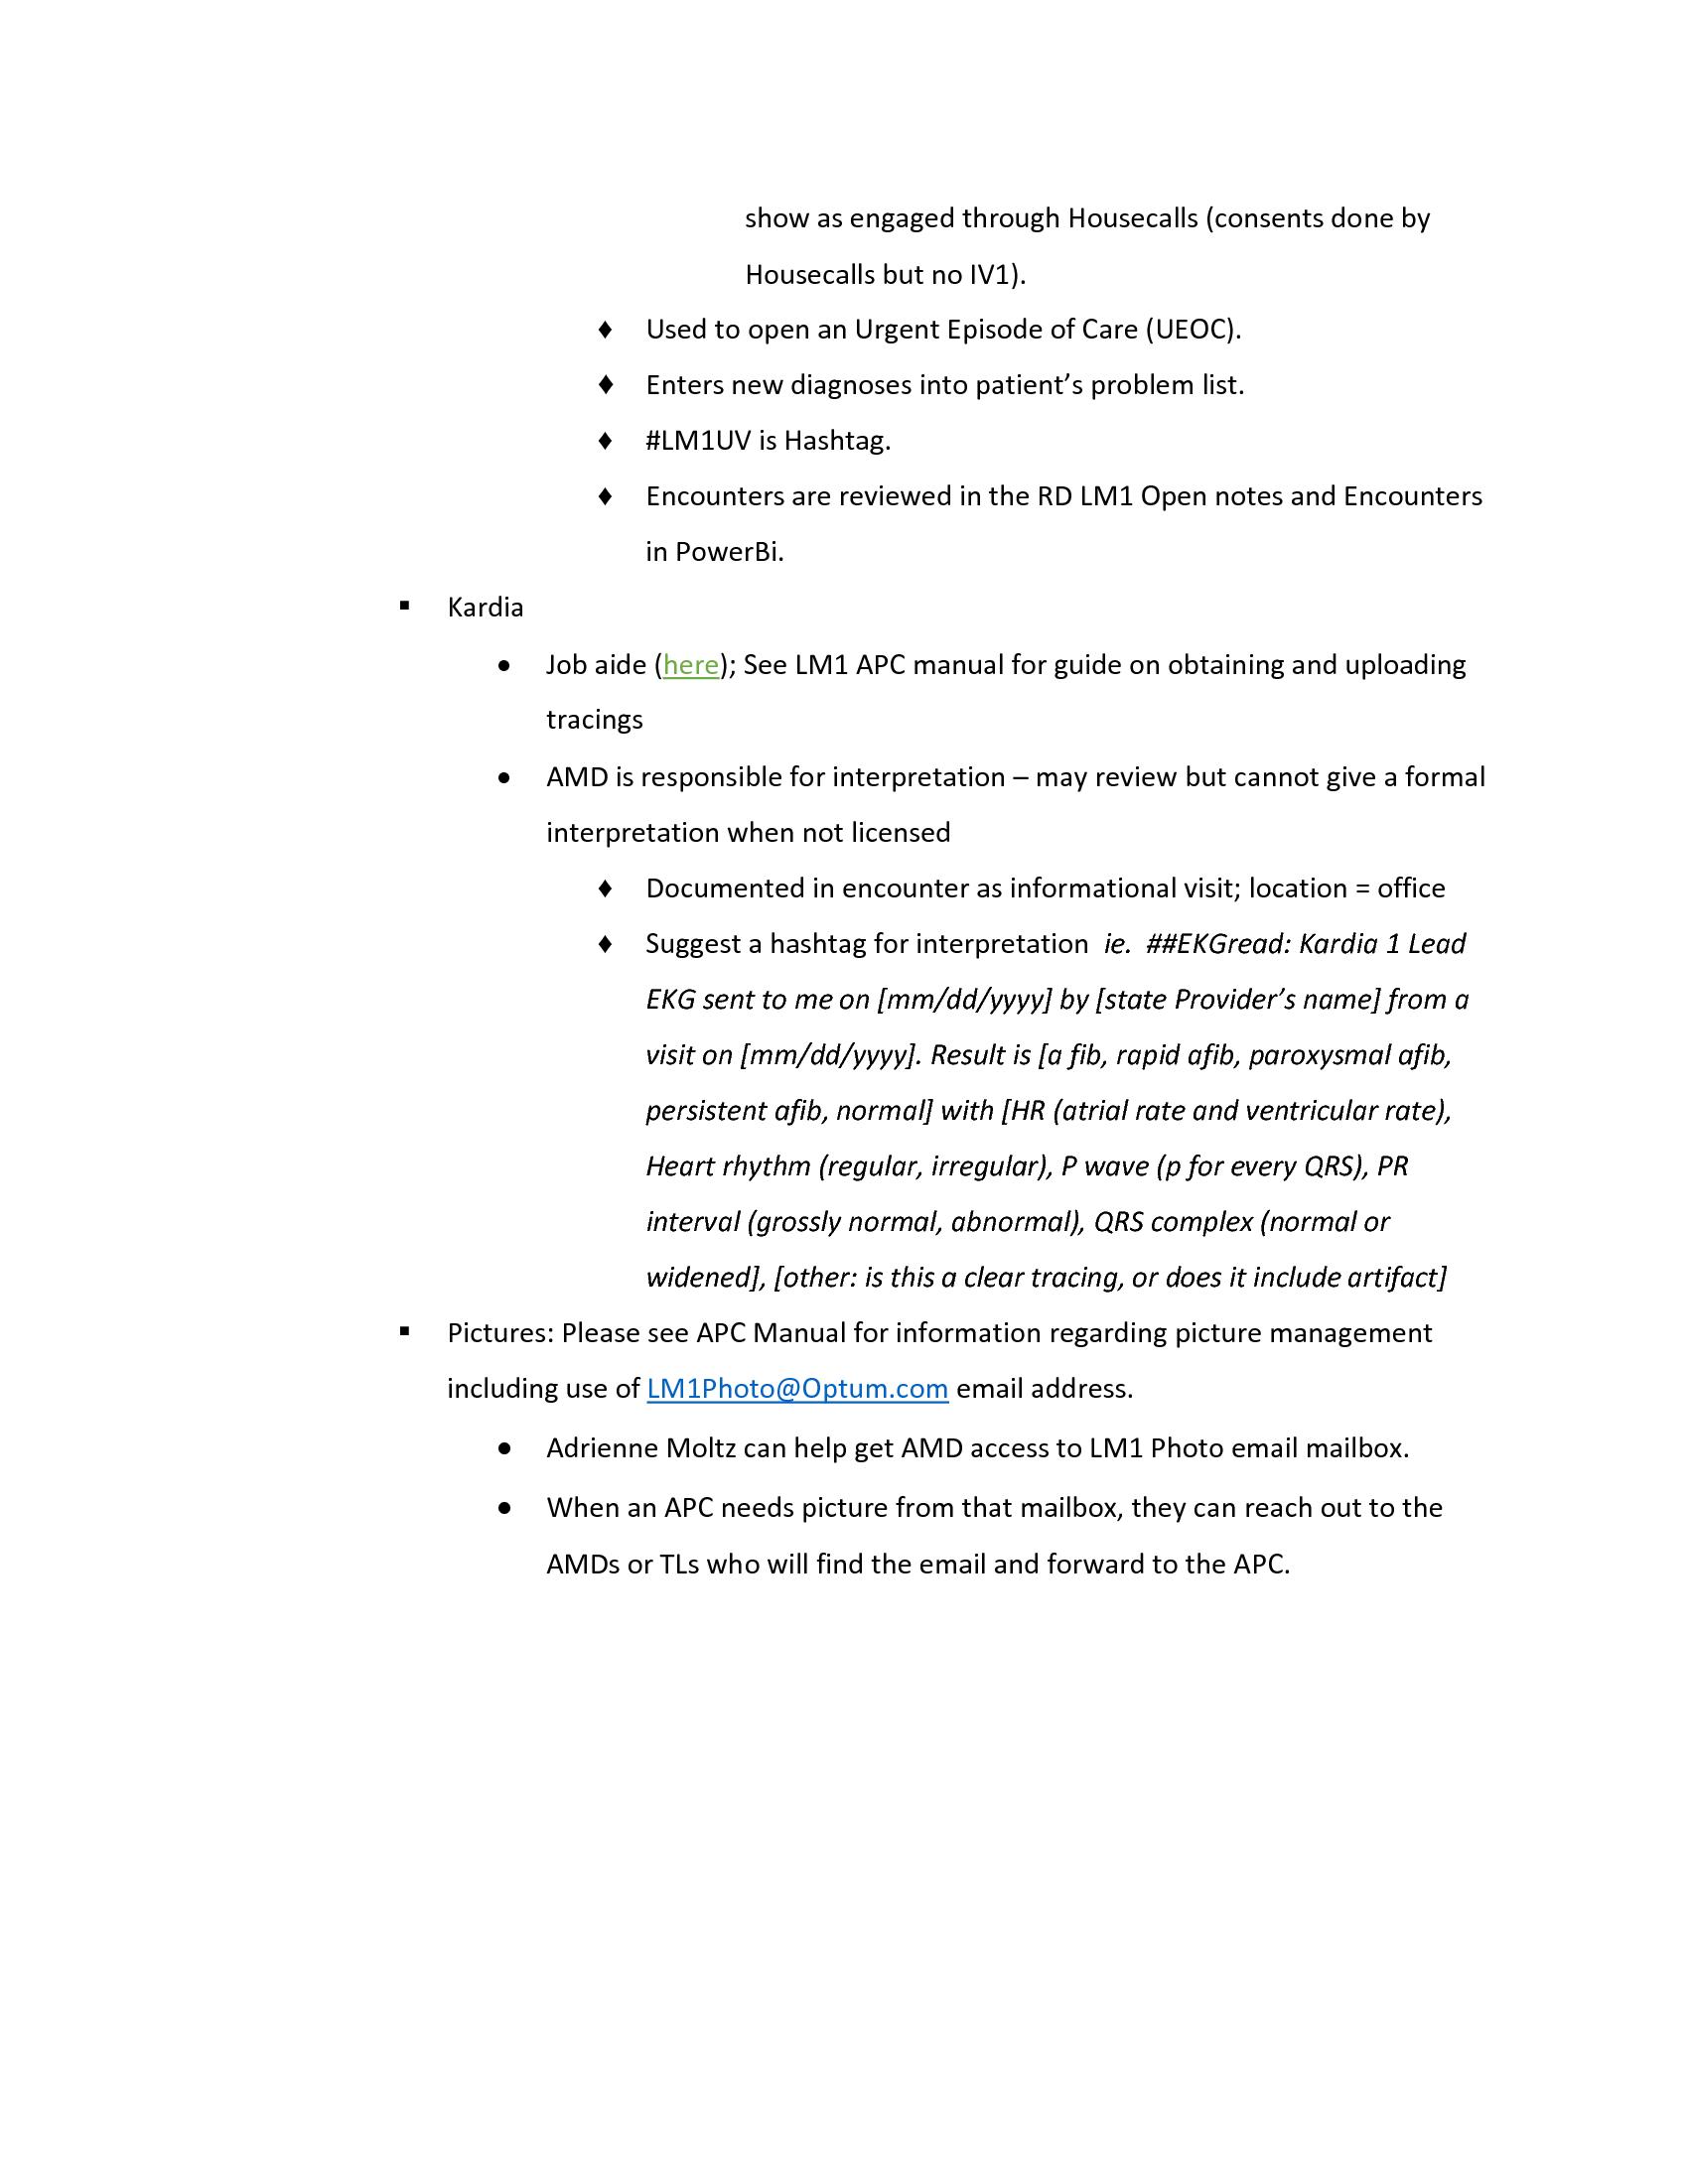 show as engaged through Housecalls (consents done by
Housecalls but no IV1).
♦ Used to open an Urgent Episode of Care (UEOC).
♦ Enters new diagnoses into patient’s problem list.
♦ #LM1UV is Hashtag.
♦ Encounters are reviewed in the RD LM1 Open notes and Encounters
in PowerBi.
▪ Kardia
• Job aide (here); See LM1 APC manual for guide on obtaining and uploading
tracings
• AMD is responsible for interpretation – may review but cannot give a formal
interpretation when not licensed
♦ Documented in encounter as informational visit; location = office
♦ Suggest a hashtag for interpretation ie. ##EKGread: Kardia 1 Lead
EKG sent to me on [mm/dd/yyyy] by [state Provider’s name] from a
visit on [mm/dd/yyyy]. Result is [a fib, rapid afib, paroxysmal afib,
persistent afib, normal] with [HR (atrial rate and ventricular rate),
Heart rhythm (regular, irregular), P wave (p for every QRS), PR
interval (grossly normal, abnormal), QRS complex (normal or
widened], [other: is this a clear tracing, or does it include artifact]
▪ Pictures: Please see APC Manual for information regarding picture management
including use of LM1Photo@Optum.com email address.
• Adrienne Moltz can help get AMD access to LM1 Photo email mailbox.
• When an APC needs picture from that mailbox, they can reach out to the
AMDs or TLs who will find the email and forward to the APC.